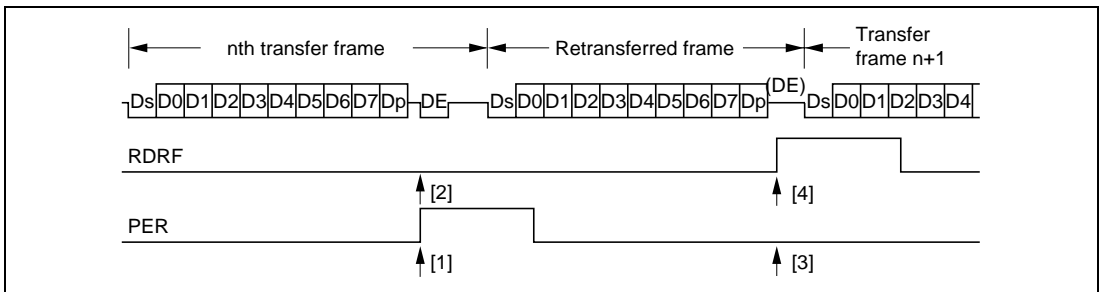 nth transfer frame
Retransferred frame
Transfer
frame n+1
Ds D0 D1 D2 D3 D4 D5 D6 D7 Dp DE Ds D0 D1 D2 D3 D4 D5 D6 D7 Dp (DE) Ds D0 D1 D2 D3 D4
RDRF
[2] [4]
PER
[1] [3]